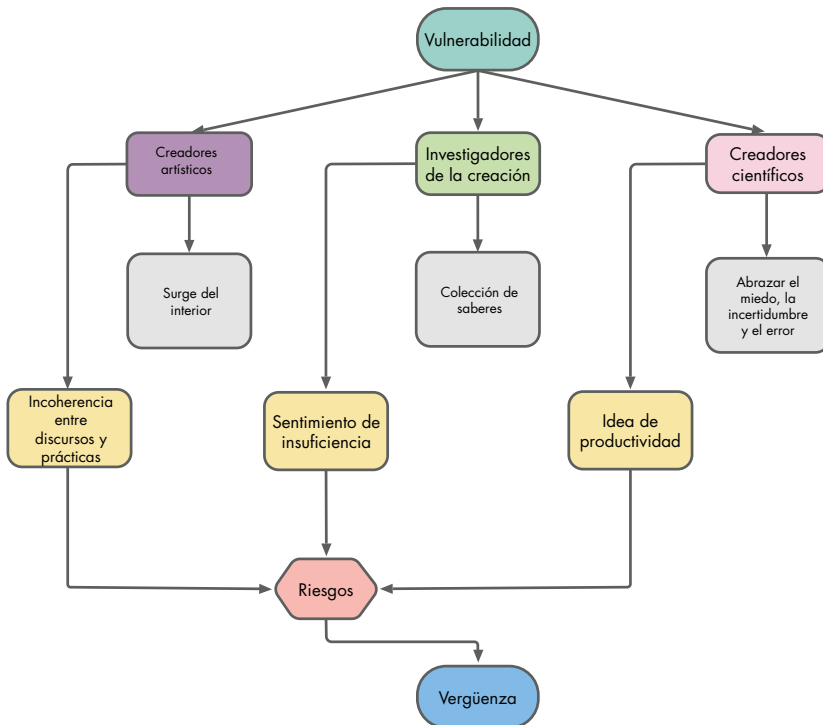 Vulnerabilidad
Creadores
artísticos
Investigadores
de la creación
Creadores
científicos
Surge del
interior
Colección de
saberes
Abrazar el
miedo, la
incertidumbre
y el error
Incoherencia
entre
discursos y
prácticas
Sentimiento de
insuficiencia
Idea de
productividad
Riesgos
Vergüenza